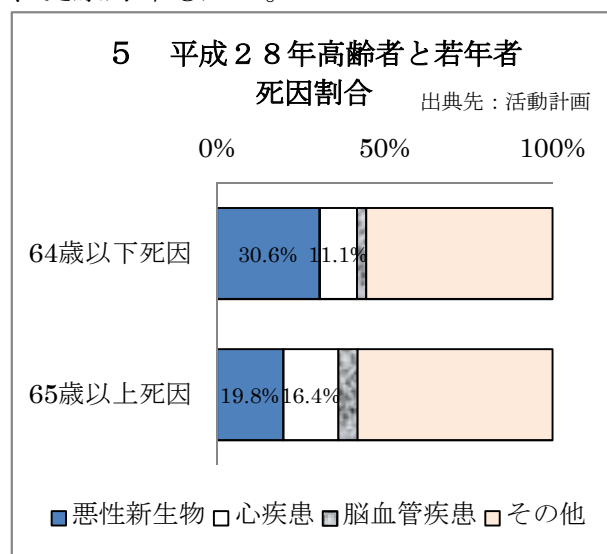 ５　平成２８年高齢者と若年者
死因割合
出典先：活動計画
0% 50% 100%
64歳以下死因 30.6% 11.1%
65歳以上死因 19.8% 16.4%
悪性新生物 心疾患 脳血管疾患 その他